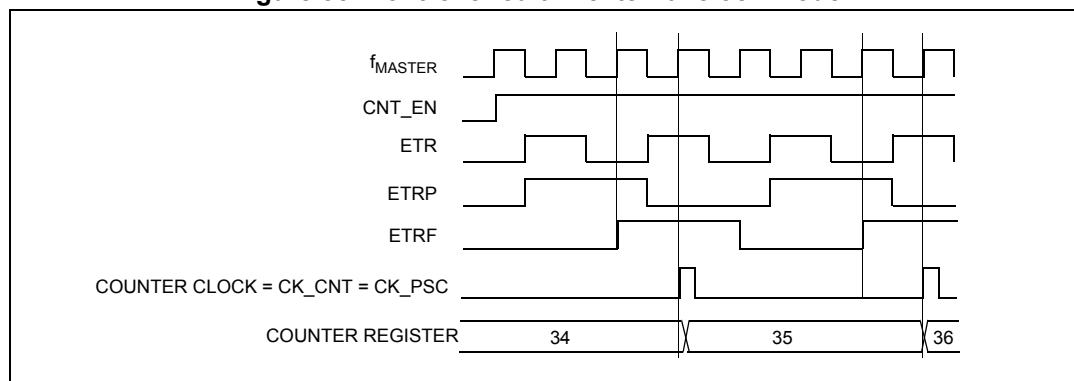 fMASTER
CNT_EN
ETR
ETRP
ETRF
COUNTER CLOCK = CK_CNT = CK_PSC
COUNTER REGISTER 34 35 36